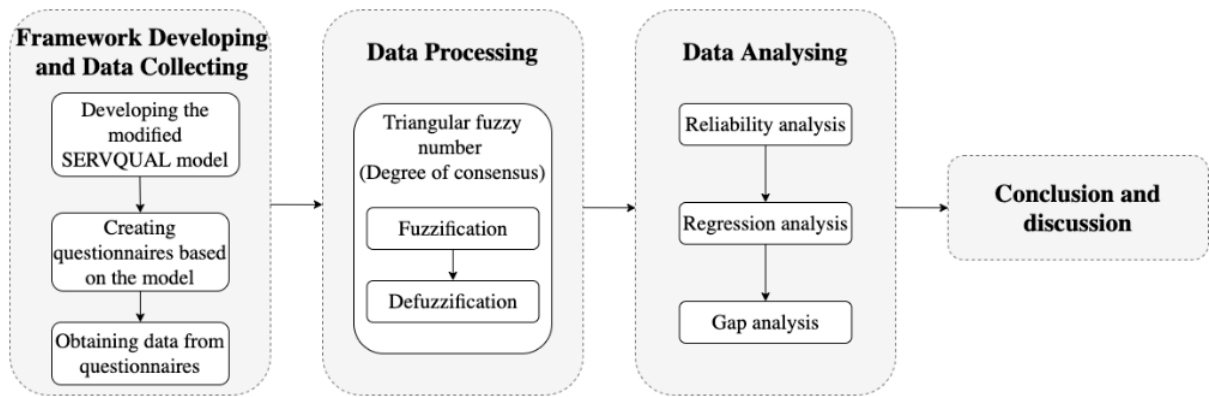 Framework Developing
and Data Collecting
Developing the
modified
SERVQUAL model
Creating
questionnaires based
on the model
Obtaining data from
questionnaires
Data Processing
Triangular fuzzy
number
(Degree of consensus)
Fuzzification
Defuzzification
Data Analysing
Reliability analysis
Regression analysis
Gap analysis
Conclusion and
discussion